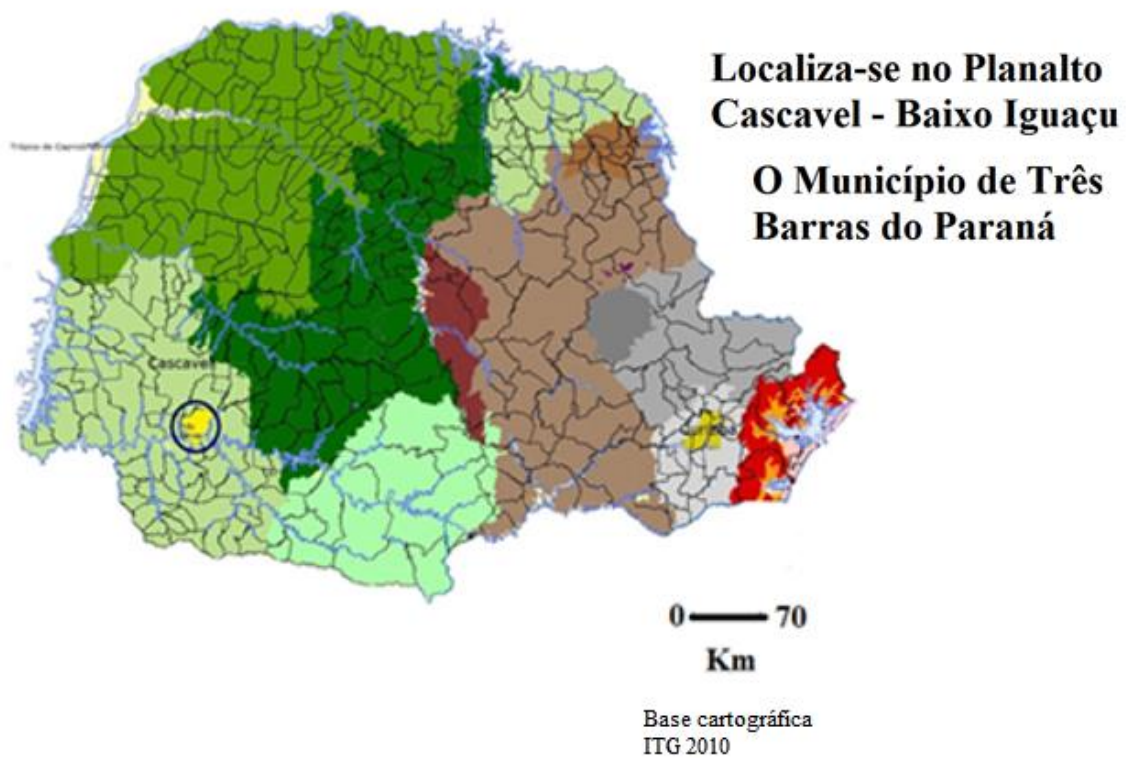 Localiza-se no Planalto
Cascavel - Baixo Iguaçu
O Município de Três
Barras do Paraná
Cascavel
0 70
Km
Base cartográfica
ITG 2010